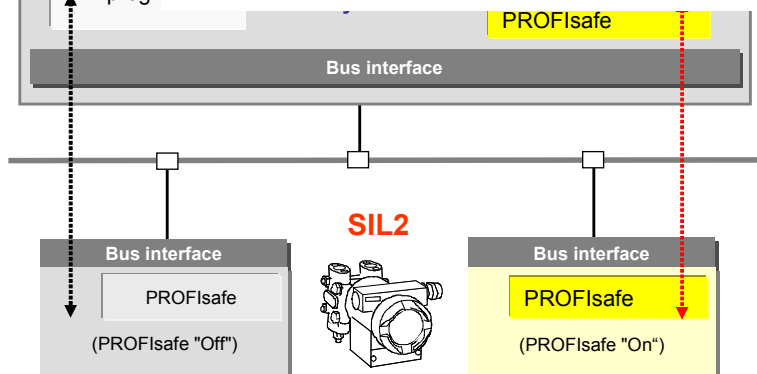 PROFIsafe
Bus interface
SIL2
Bus interface
Bus interface
PROFIsafe
PROFIsafe
(PROFIsafe "Off")
(PROFIsafe "On“)